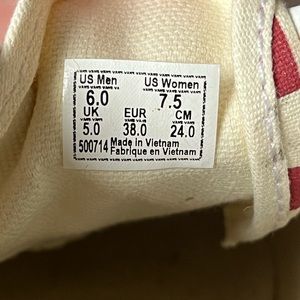 US Men US Women
6.0 7.5
UK EUR CM
5.0 38.0 24.0
500714 Made in Vietnam
Fabrique en Vietnam